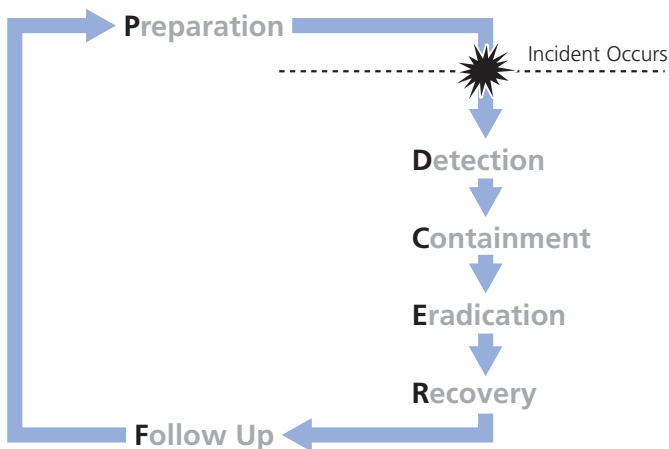 Preparation
Incident Occurs
Detection
Containment
Eradication
Recovery
Follow Up